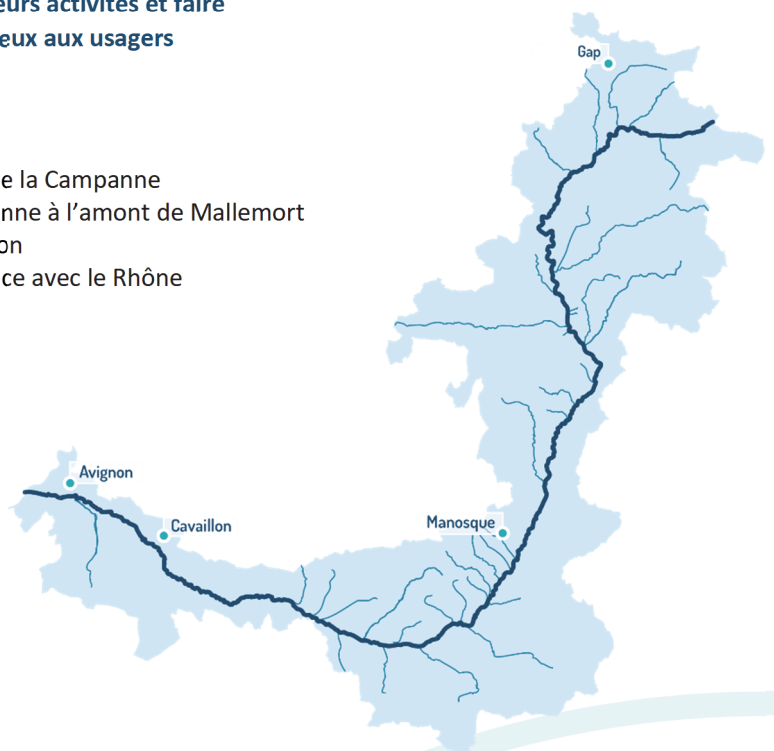 eurs activités et faire
eux aux usagers
e la Campanne
nne à l'amont de Mallemort
on
ce avec le Rhône
Gap
Avignon
Cavaillon
Manosque